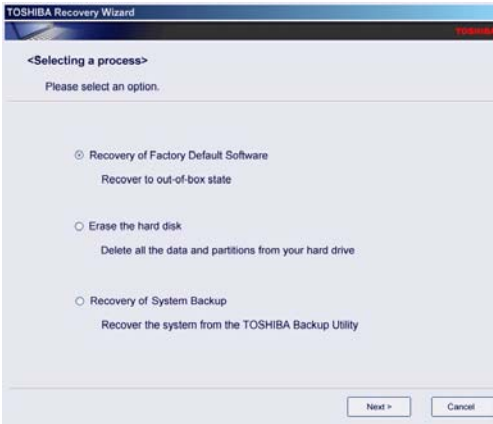 TOSHIBA Recovery Wizard
TOSHIBA
<Selecting a process>
Please select an option.
Recovery of Factory Default Software
Recover to out-of-box state
Erase the hard disk
Delete all the data and partitions from your hard drive
Recovery of System Backup
Recover the system from the TOSHIBA Backup Utility
Next >
Cancel